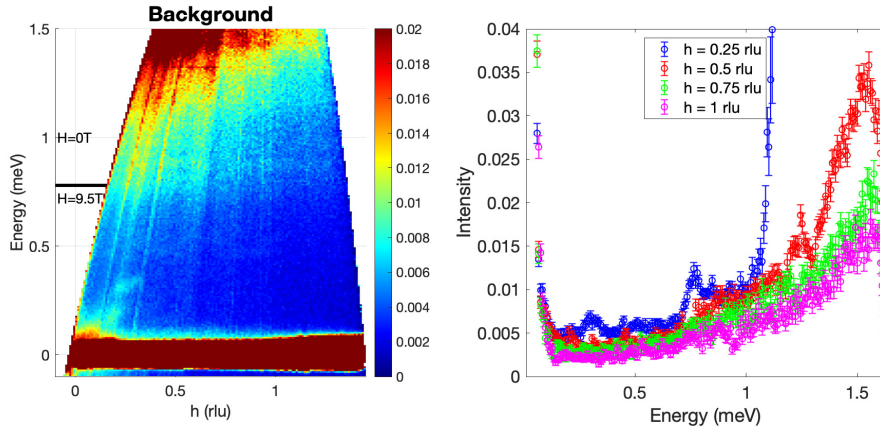 Background
1.5
1
0.5
0
Energy (meV)
H=0T
H=9.5T
0
0.5
1
h (rlu)
0.02
0.018
0.016
0.014
0.012
0.01
0.008
0.006
0.004
0.002
0
0.04
0.035
0.03
0.025
0.02
0.015
0.01
0.005
0
Intensity
h = 0.25 rlu
h = 0.5 rlu
h = 0.75 rlu
h = 1 rlu
0.5
1
1.5
Energy (meV)